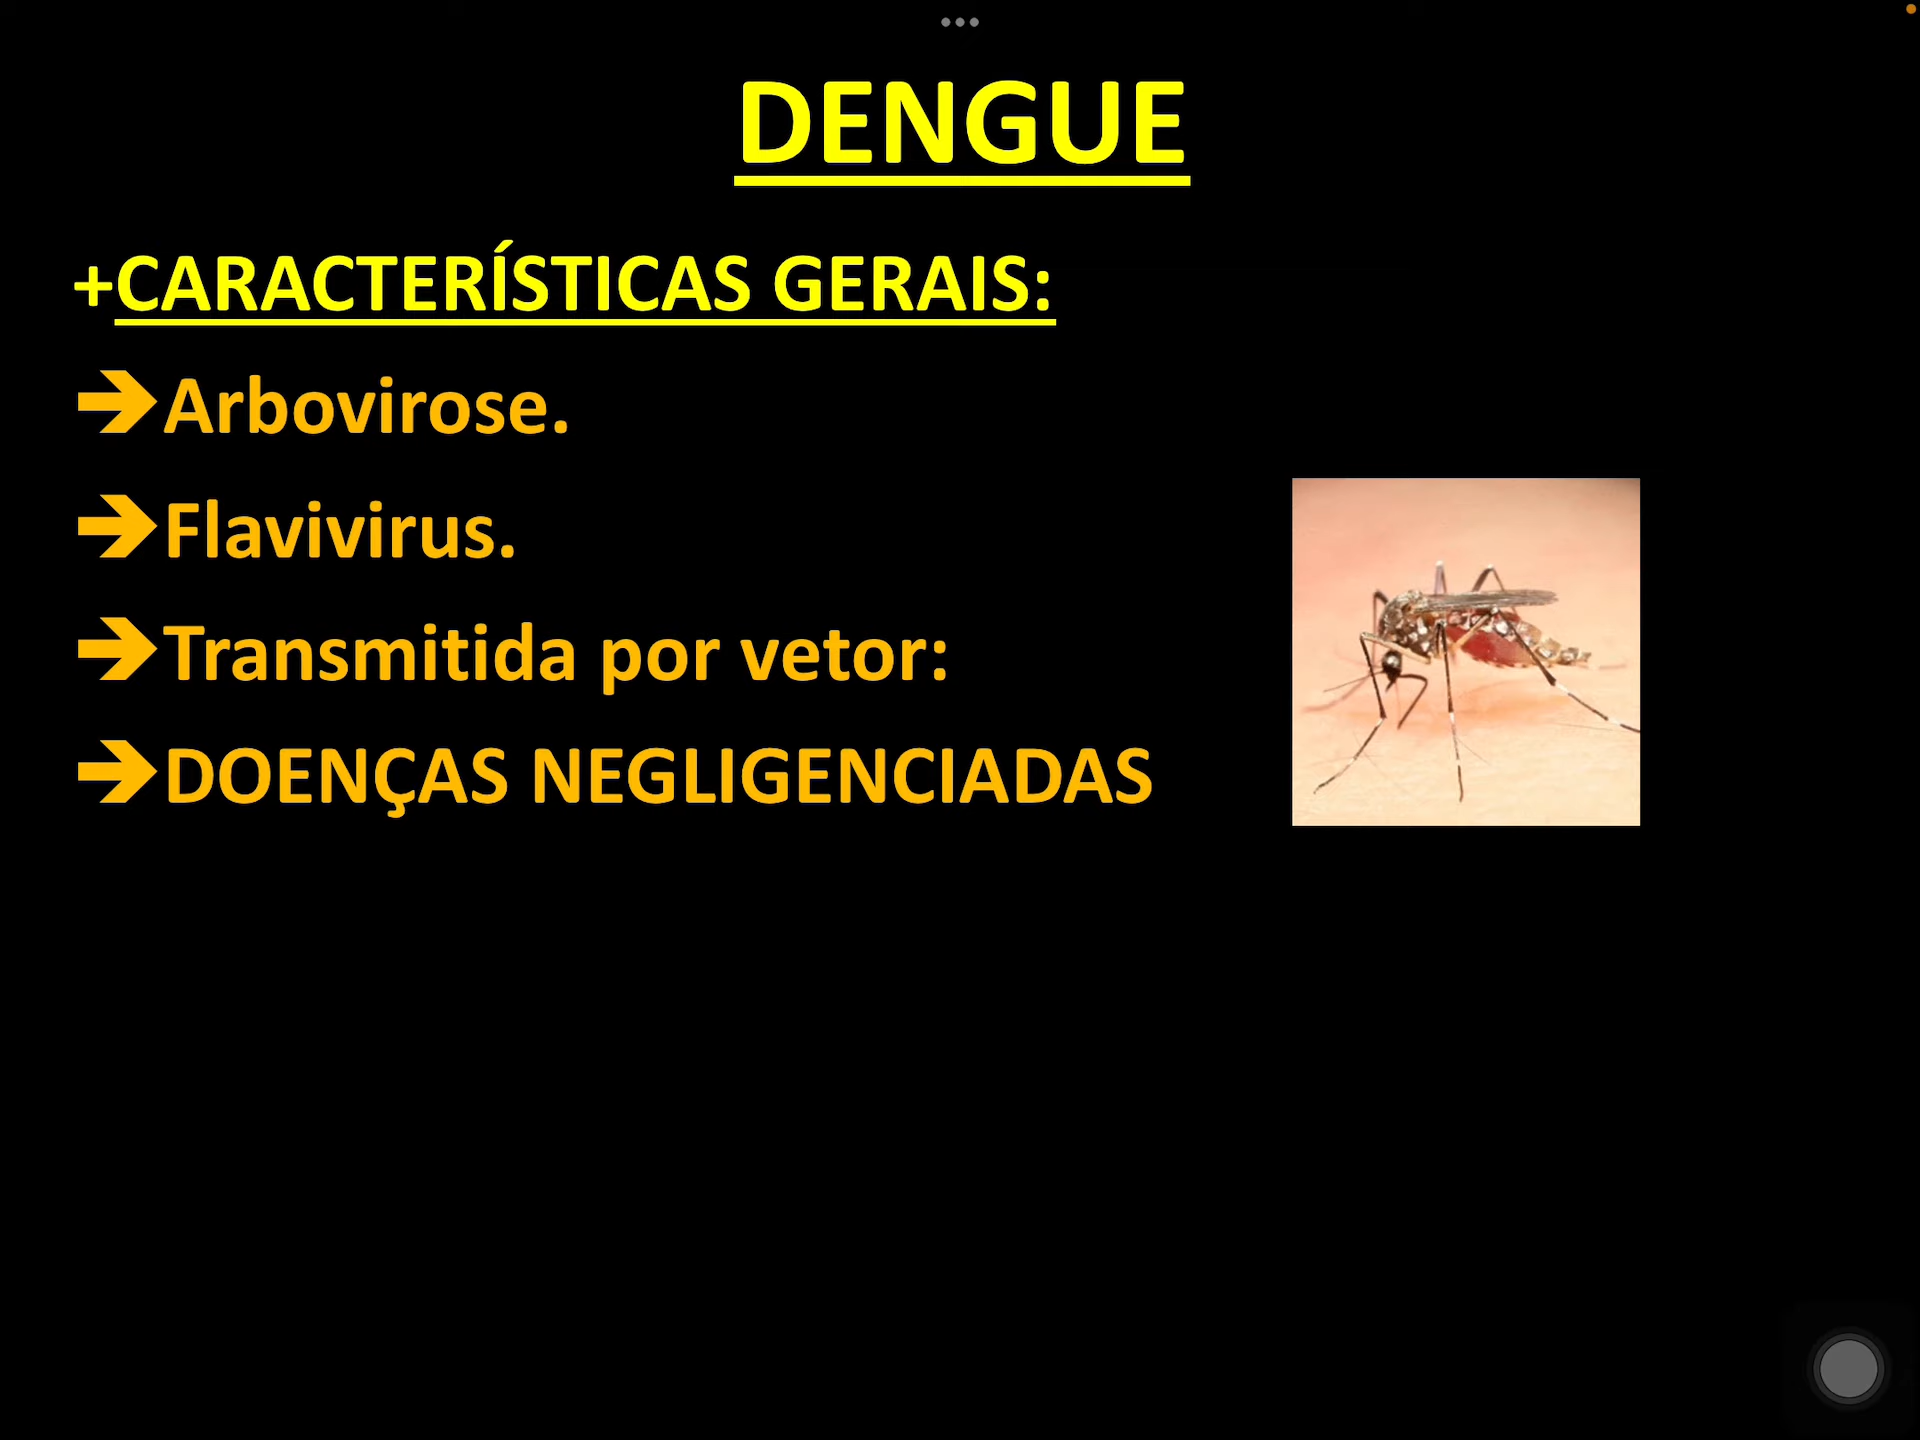 DENGUE
+CARACTERÍSTICAS GERAIS:
➔Arbovirose.
➔Flavivirus.
➔Transmitida por vetor:
➔DOENÇAS NEGLIGENCIADAS